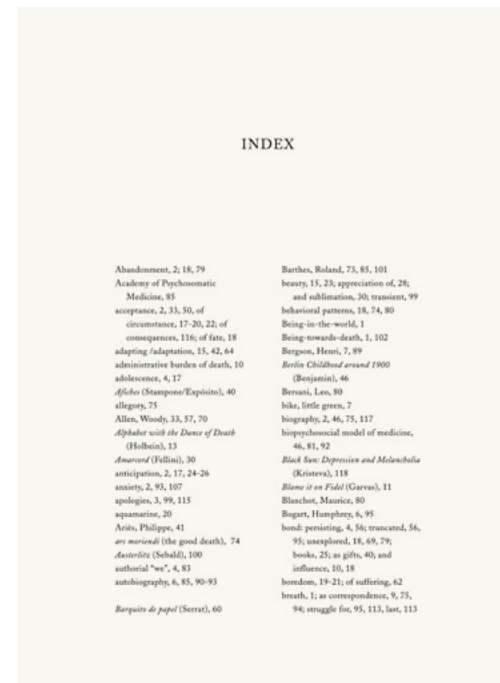 INDEX
Abandonment, 2; 18, 79
Academy of Psychosomatic
Medicine, 85
acceptance, 2, 33, 50, of
circumstance, 17-20, 22; of
consequences, 116; of fate, 18
adapting /adaptation, 15, 42, 64
administrative burden of death, 10
adolescence, 4, 17
Afiches (Stampone/Expósito), 40
allegory, 75
Allen, Woody, 33, 57, 70
Alphabet with the Dance of Death
(Holbein), 13
Amarcord (Fellini), 30
anticipation, 2, 17, 24-26
anxiety, 2, 93, 107
apologies, 3, 99, 115
aquamarine, 20
Ariès, Philippe, 41
ars moriendi (the good death), 74
Austerlitz (Sebald), 100
authorial "we", 4, 83
autobiography, 6, 85, 90-93
Barquito de papel (Serrat), 60
Barthes, Roland, 73, 85, 101
beauty, 15, 23; appreciation of, 28;
and sublimation, 30; transient, 99
behavioral patterns, 18, 74, 80
Being-in-the-world, 1
Being-towards-death, 1, 102
Bergson, Henri, 7, 89
Berlin Childhood around 1900
(Benjamin), 46
Bersani, Leo, 80
bike, little green, 7
biography, 2, 46, 75, 117
biopsychosocial model of medicine,
46, 81, 92
Black Sun: Depression and Melancholia
(Kristeva), 118
Blame it on Fidel (Garvas), 11
Blanchot, Maurice, 80
Bogart, Humphrey, 6, 95
bond: persisting, 4, 56; truncated, 56,
95; unexplored, 18, 69, 79;
books, 25; as gifts, 40; and
influence, 10, 18
boredom, 19-21; of suffering, 62
breath, 1; as correspondence, 9, 75,
94; struggle for, 95, 113, last, 113